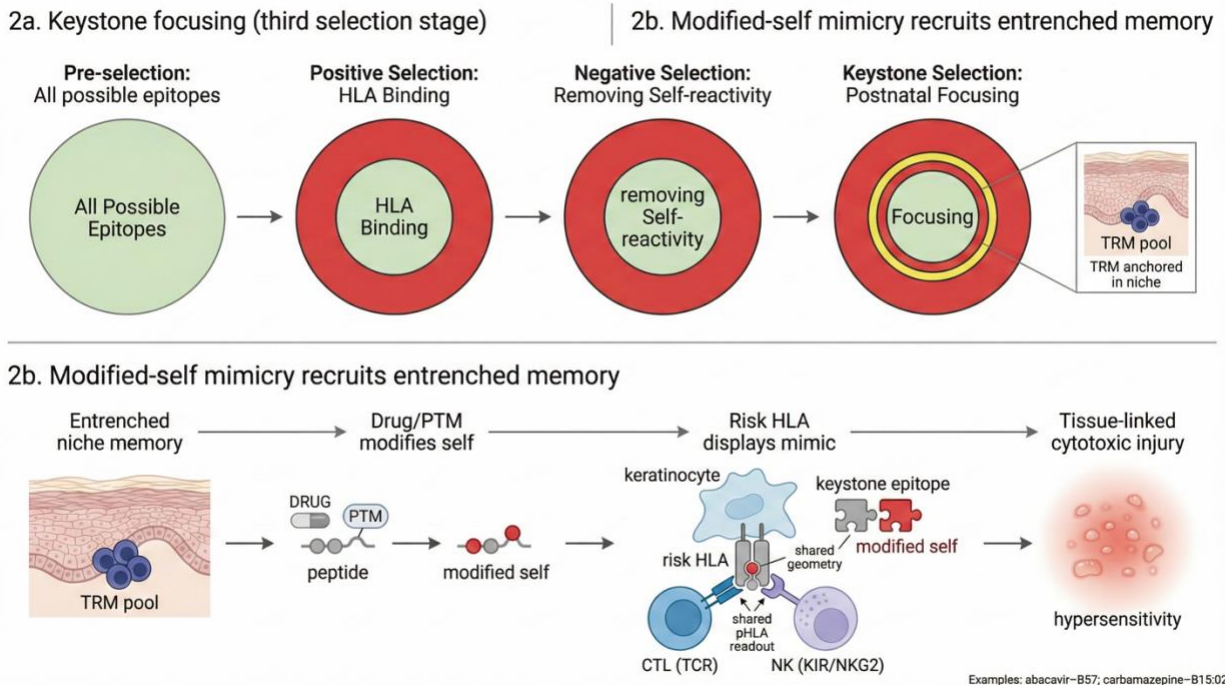 2a. Keystone focusing (third selection stage)
2b. Modified-self mimicry recruits entrenched memory
Pre-selection:
All possible epitopes
Positive Selection:
HLA Binding
Negative Selection:
Removing Self-reactivity
Keystone Selection:
Postnatal Focusing
All Possible
Epitopes
HLA
Binding
removing
Self-
reactivity
Focusing
TRM pool
TRM anchored
in niche
2b. Modified-self mimicry recruits entrenched memory
Entrenched
niche memory
Drug/PTM
modifies self
Risk HLA
displays mimic
Tissue-linked
cytotoxic injury
TRM pool
DRUG
PTM
peptide
modified self
keratinocyte
keystone epitope
risk HLA
shared
geometry
modified self
shared
pHLA
readout
CTL (TCR)
NK (KIR/NKG2)
hypersensitivity
Examples: abacavir–B57; carbamazepine–B15:02